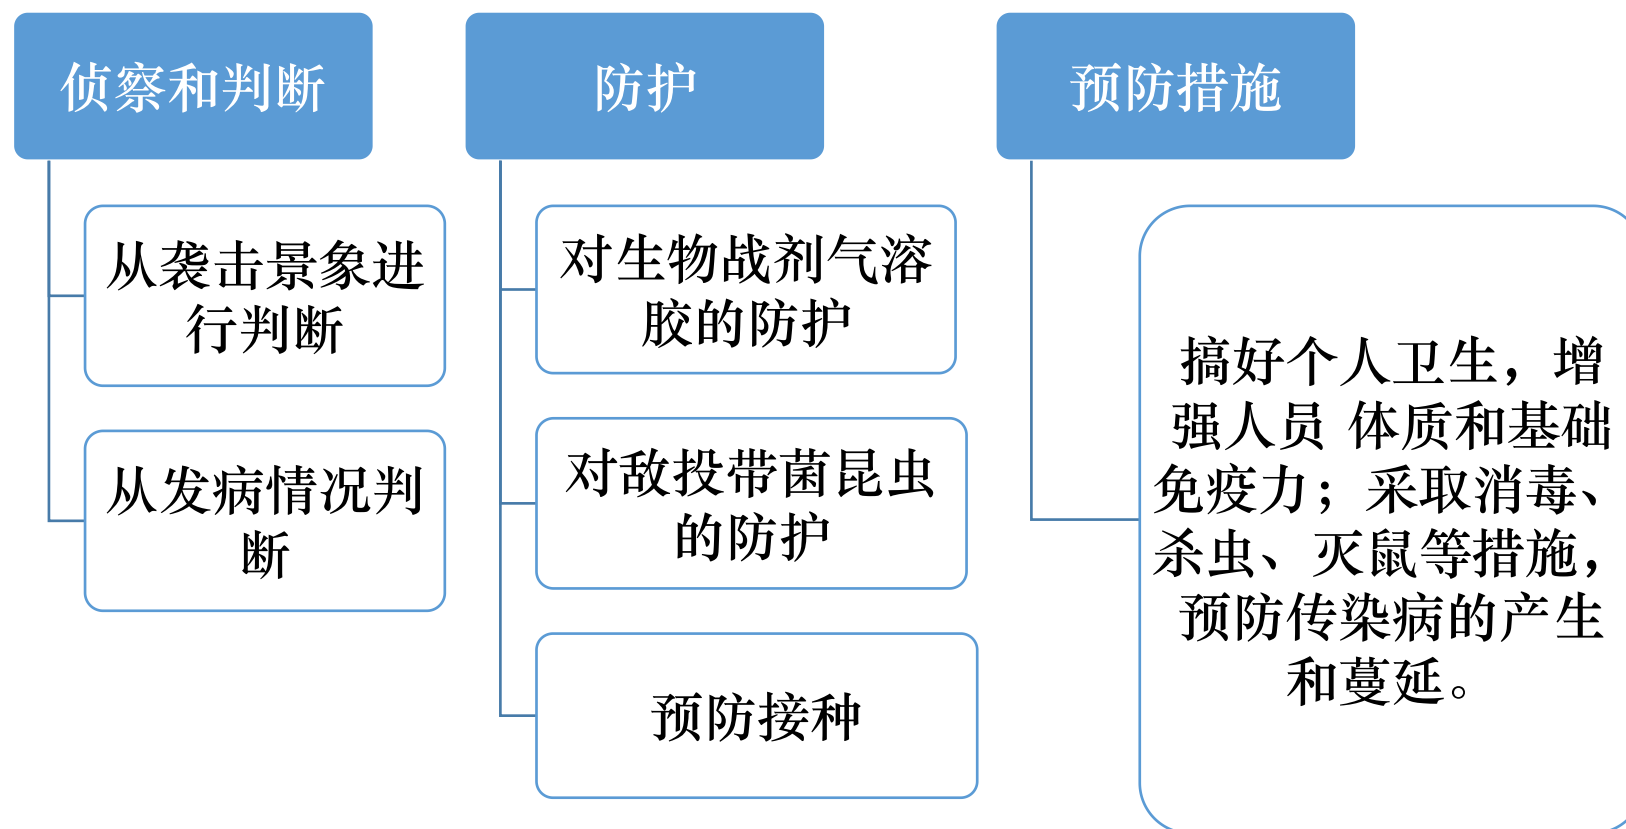 侦察和判断
从袭击景象进
行判断
从发病情况判
断
防护
对生物战剂气溶
胶的防护
对敌投带菌昆虫
的防护
预防接种
预防措施
搞好个人卫生，增
强人员 体质和基础
免疫力；采取消毒、
杀虫、灭鼠等措施，
预防传染病的产生
和蔓延。